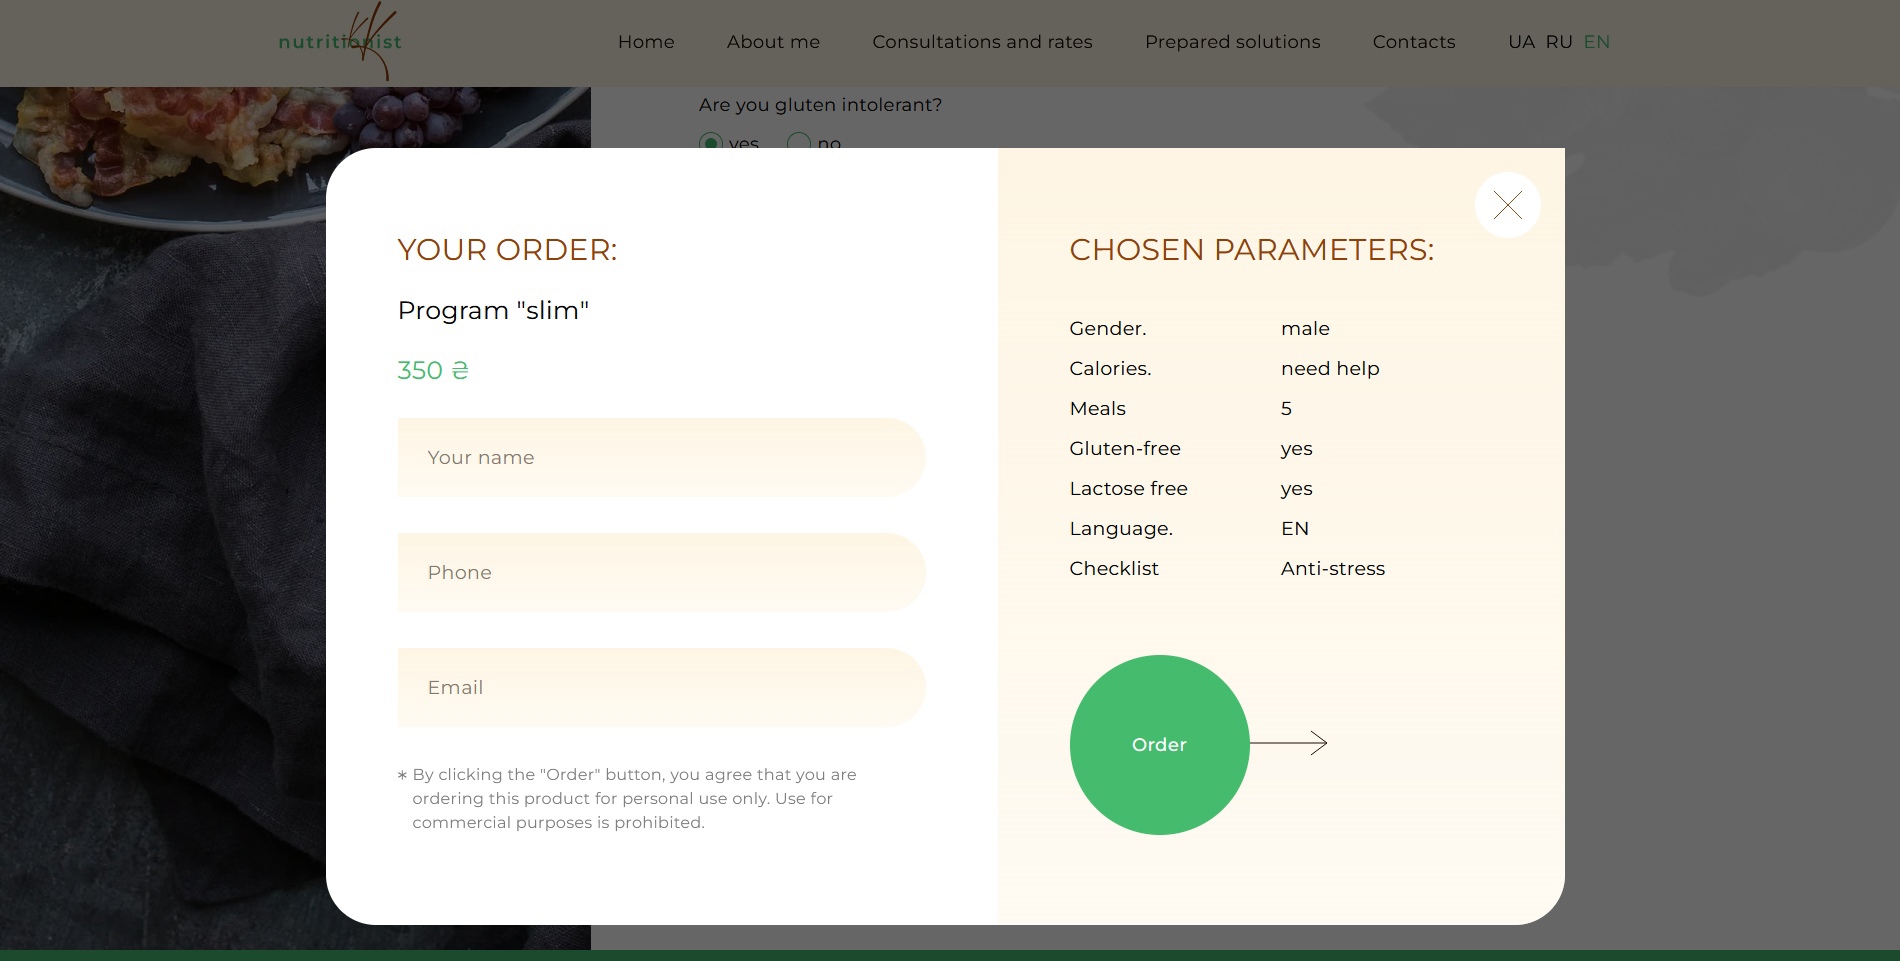 nutritionist
Home About me Consultations and rates Prepared solutions Contacts UA RU EN
Are you gluten intolerant?
yes no
YOUR ORDER:
Program "slim"
350 ₴
Your name
Phone
Email
* By clicking the "Order" button, you agree that you are
ordering this product for personal use only. Use for
commercial purposes is prohibited.
CHOSEN PARAMETERS:
Gender. male
Calories. need help
Meals 5
Gluten-free yes
Lactose free yes
Language. EN
Checklist Anti-stress
Order